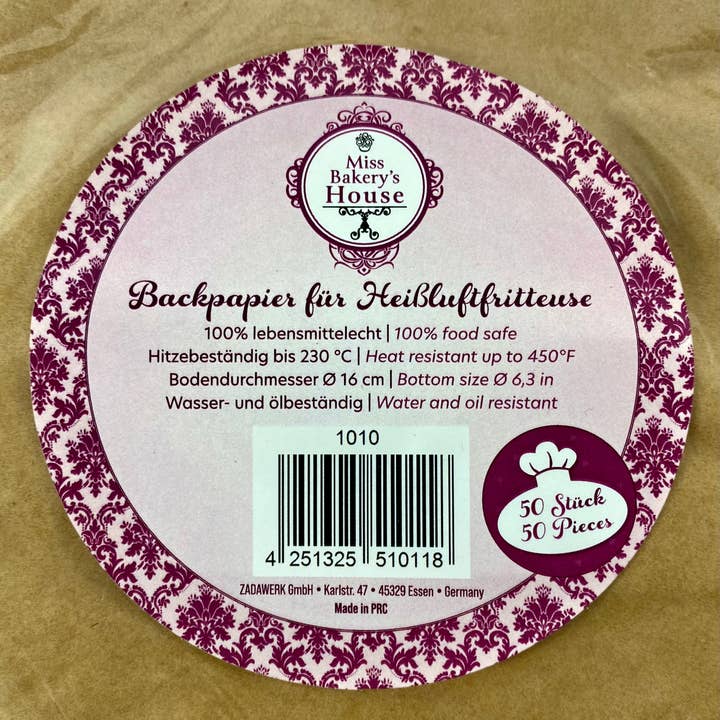 Miss
Bakery's
House
Backpapier für Heißluftfritteuse
100% lebensmittelecht | 100% food safe
Hitzebeständig bis 230 °C | Heat resistant up to 450°F
Bodendurchmesser Ø 16 cm | Bottom size Ø 6,3 in
Wasser- und ölbeständig | Water and oil resistant
1010
4 251325 510118
50 Stück
50 Pieces
ZADAWERK GmbH • Karlstr. 47 • 45329 Essen • Germany
Made in PRC